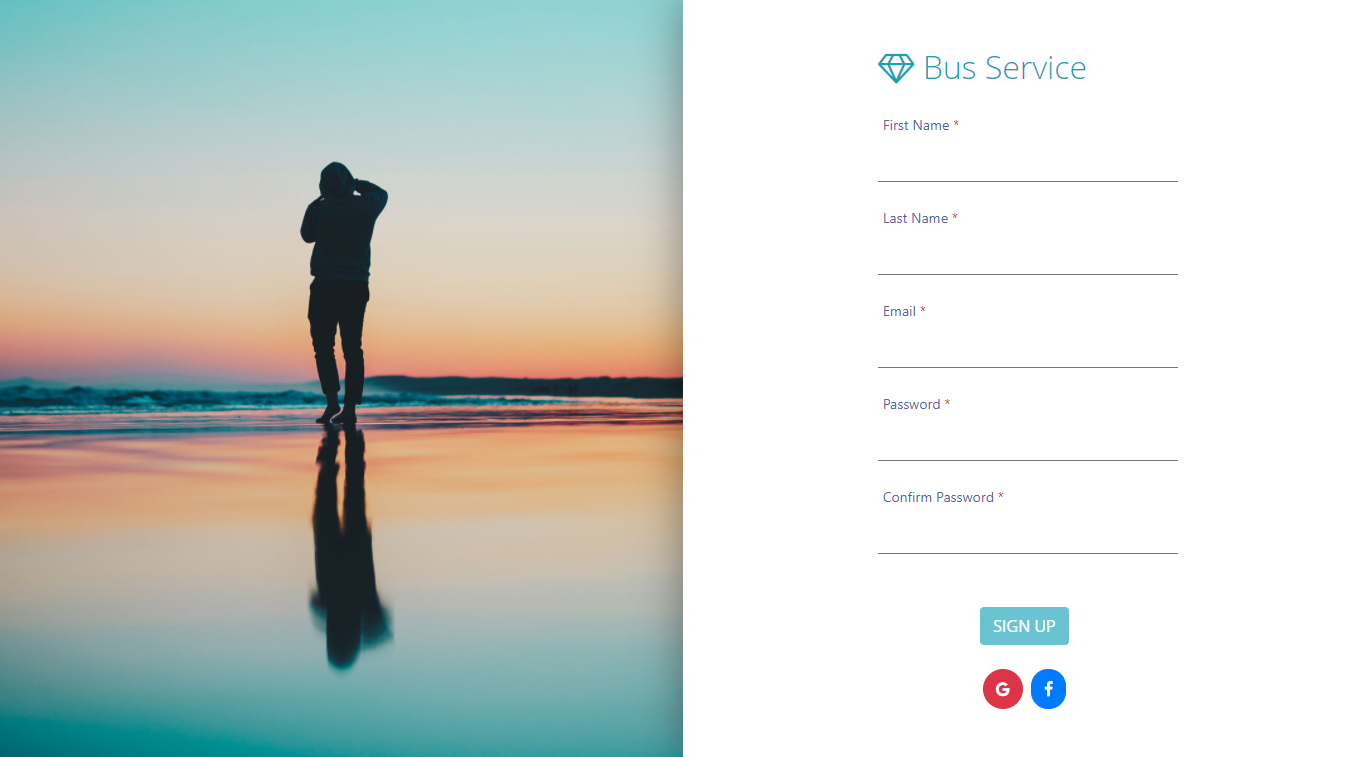 Bus Service
First Name *
Last Name *
Email *
Password *
Confirm Password *
SIGN UP